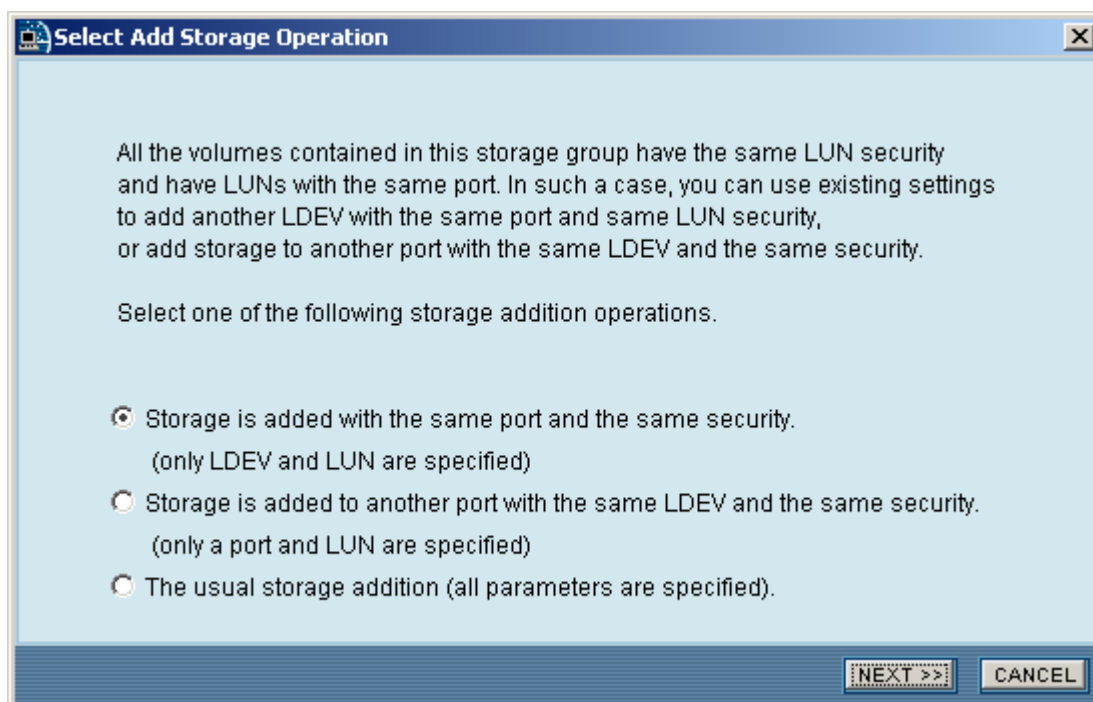 Select Add Storage Operation
All the volumes contained in this storage group have the same LUN security
and have LUNs with the same port. In such a case, you can use existing settings
to add another LDEV with the same port and same LUN security,
or add storage to another port with the same LDEV and the same security.
Select one of the following storage addition operations.
Storage is added with the same port and the same security.
(only LDEV and LUN are specified)
Storage is added to another port with the same LDEV and the same security.
(only a port and LUN are specified)
The usual storage addition (all parameters are specified).
NEXT >> CANCEL